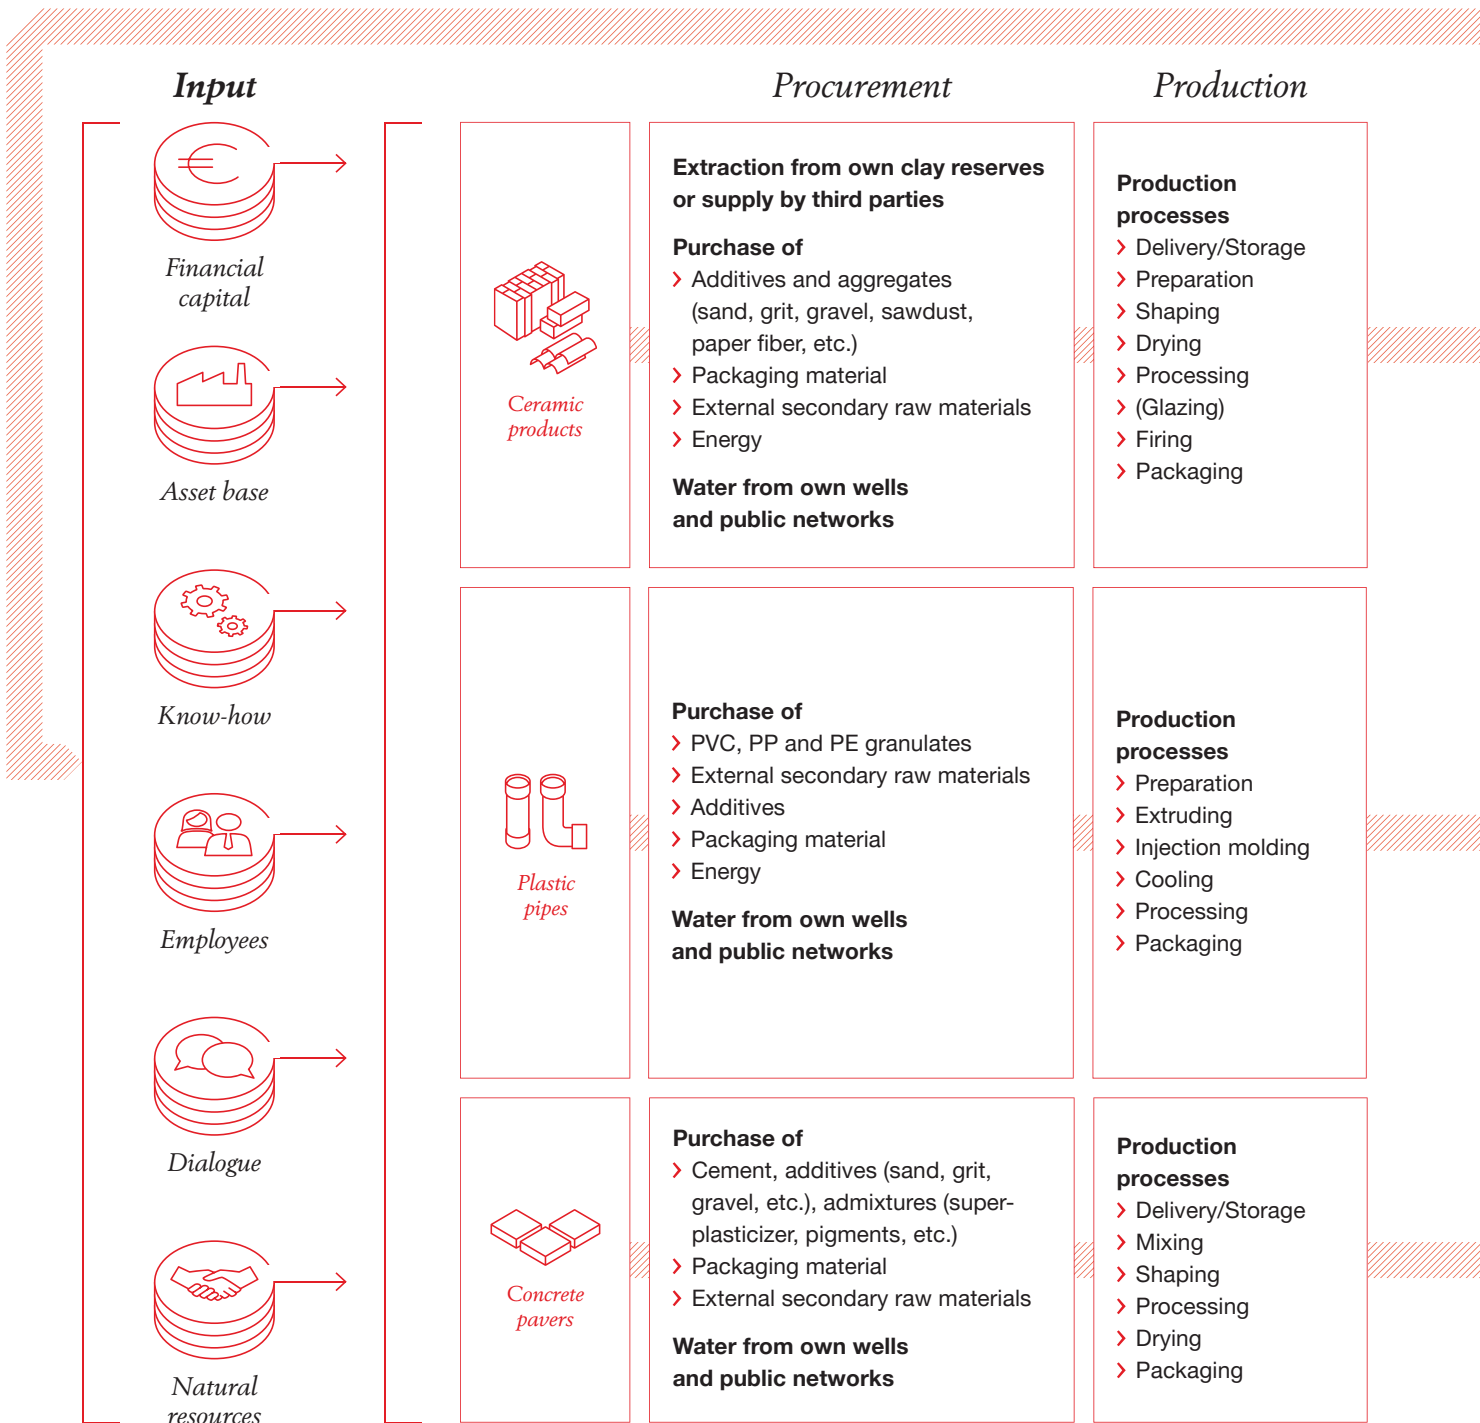 Input
Financial
capital
Asset base
Know-how
Employees
Dialogue
Natural
resources
Procurement
Production
Ceramic
products
Extraction from own clay reserves
or supply by third parties
Purchase of
Additives and aggregates
(sand, grit, gravel, sawdust,
paper fiber, etc.)
Packaging material
External secondary raw materials
Energy
Water from own wells
and public networks
Production
processes
Delivery/Storage
Preparation
Shaping
Drying
Processing
(Glazing)
Firing
Packaging
Plastic
pipes
Purchase of
PVC, PP and PE granulates
External secondary raw materials
Additives
Packaging material
Energy
Water from own wells
and public networks
Production
processes
Preparation
Extruding
Injection molding
Cooling
Processing
Packaging
Concrete
pavers
Purchase of
Cement, additives (sand, grit,
gravel, etc.), admixtures (super-
plasticizer, pigments, etc.)
Packaging material
External secondary raw materials
Water from own wells
and public networks
Production
processes
Delivery/Storage
Mixing
Shaping
Processing
Drying
Packaging